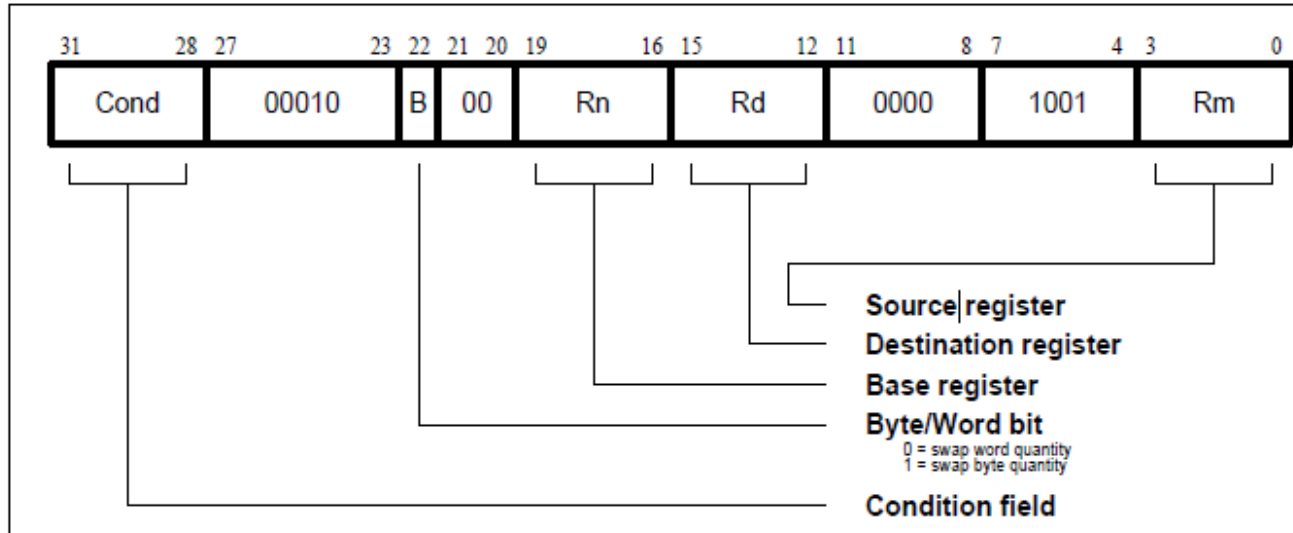 31 28 27 23 22 21 20 19 16 15 12 11 8 7 4 3 0
Cond 00010 B 00 Rn Rd 0000 1001 Rm
Source register
Destination register
Base register
Byte/Word bit
0 = swap word quantity
1 = swap byte quantity
Condition field